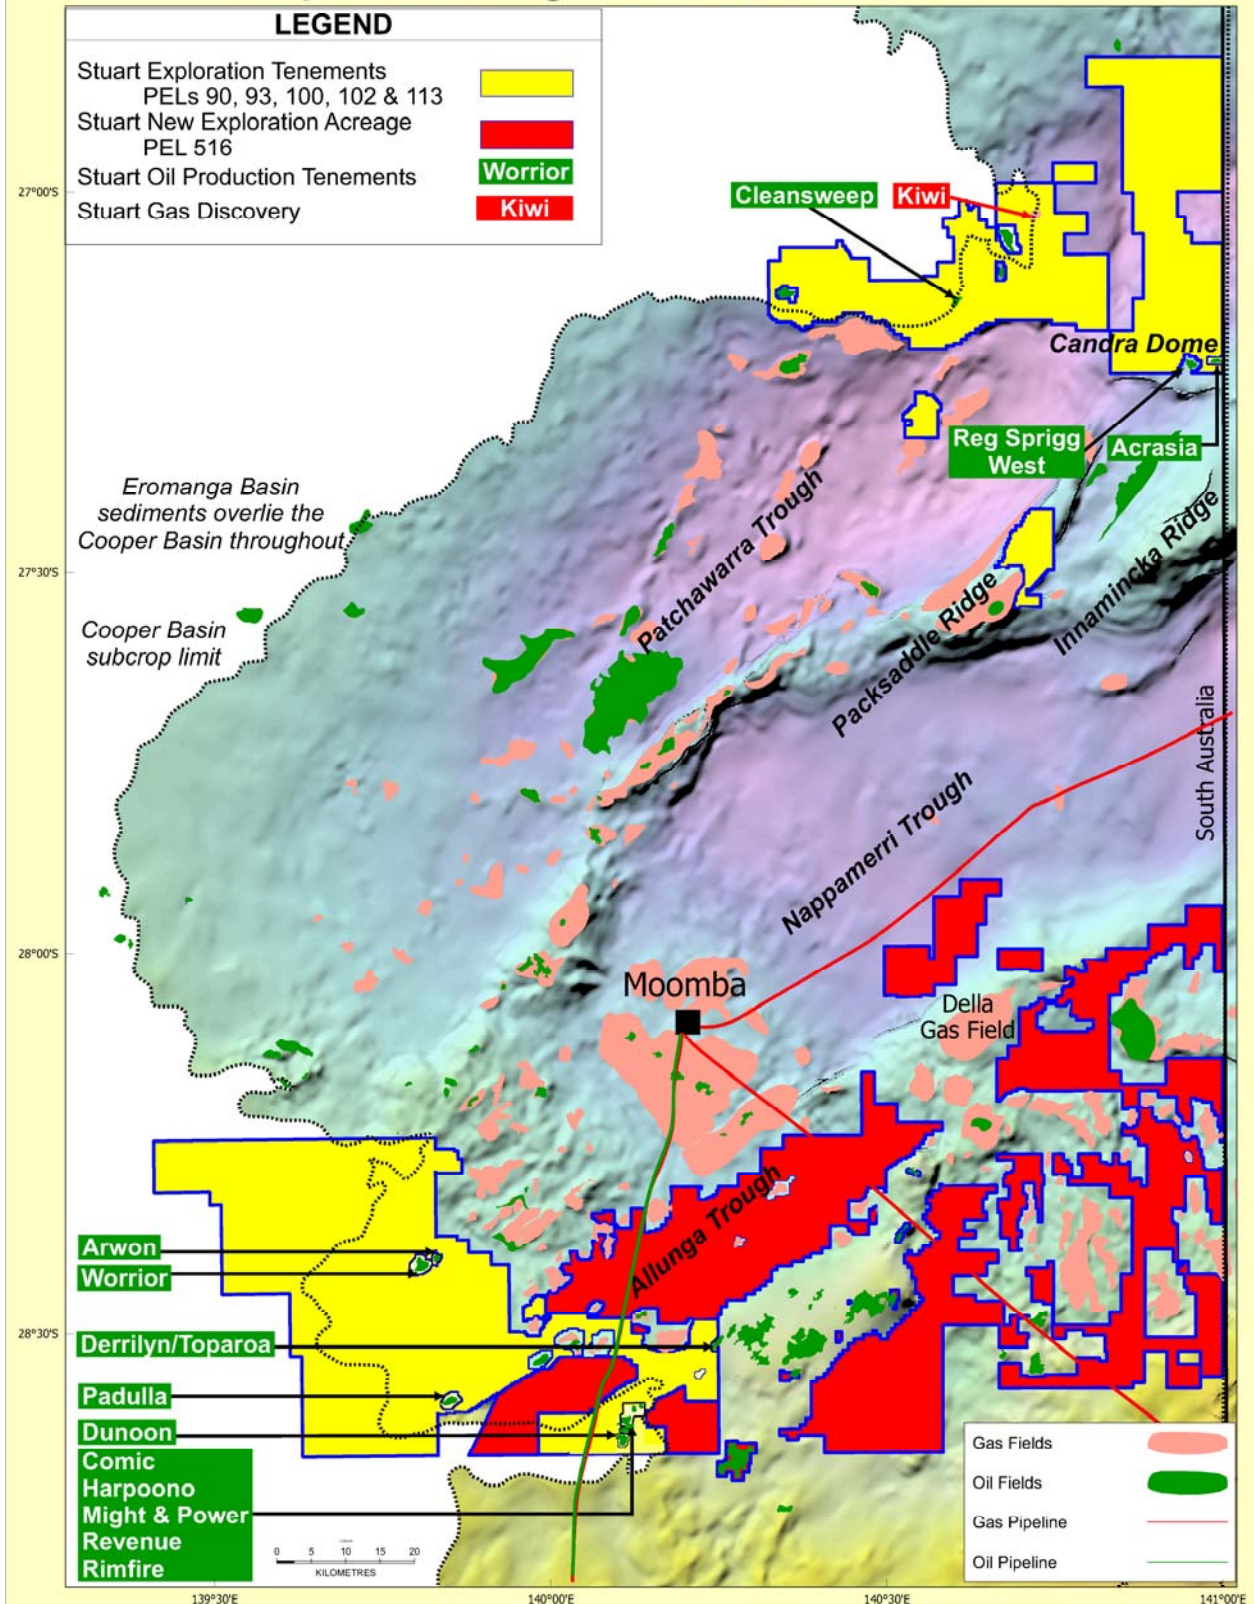 LEGEND
Stuart Exploration Tenements
PELs 90, 93, 100, 102 & 113
Stuart New Exploration Acreage
PEL 516
Stuart Oil Production Tenements
Worrior
Stuart Gas Discovery
Kiwi
27°00'S
Cleansweep
Kiwi
Candra Dome
Reg Sprigg
West
Acrasia
Eromanga Basin
sediments overlie the
Cooper Basin throughout
Patchawarra Trough
27°30'S
Innamincka Ridge
Packsaddle Ridge
Cooper Basin
subcrop limit
South Australia
Nappamerri Trough
28°00'S
Moomba
Della
Gas Field
Allunga Trough
Arwon
Worrior
28°30'S
Derrilyn/Toparoa
Padulla
Dunoon
Comic
Harpoono
Might & Power
Revenue
Rimfire
0 5 10 15 20
KILOMETRES
Gas Fields
Oil Fields
Gas Pipeline
Oil Pipeline
139°30'E
140°00'E
140°30'E
141°00'E